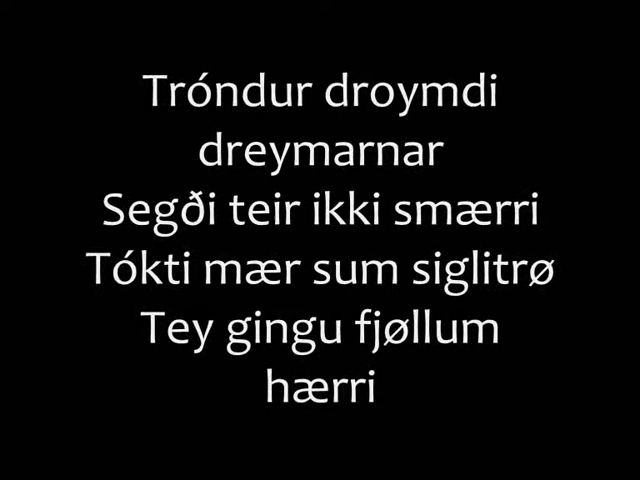 Tróndur droymdi
dreymarnar
Segði teir ikki smærri
Tókti mær sum siglitrø
Tey gingu fjøllum
hærri